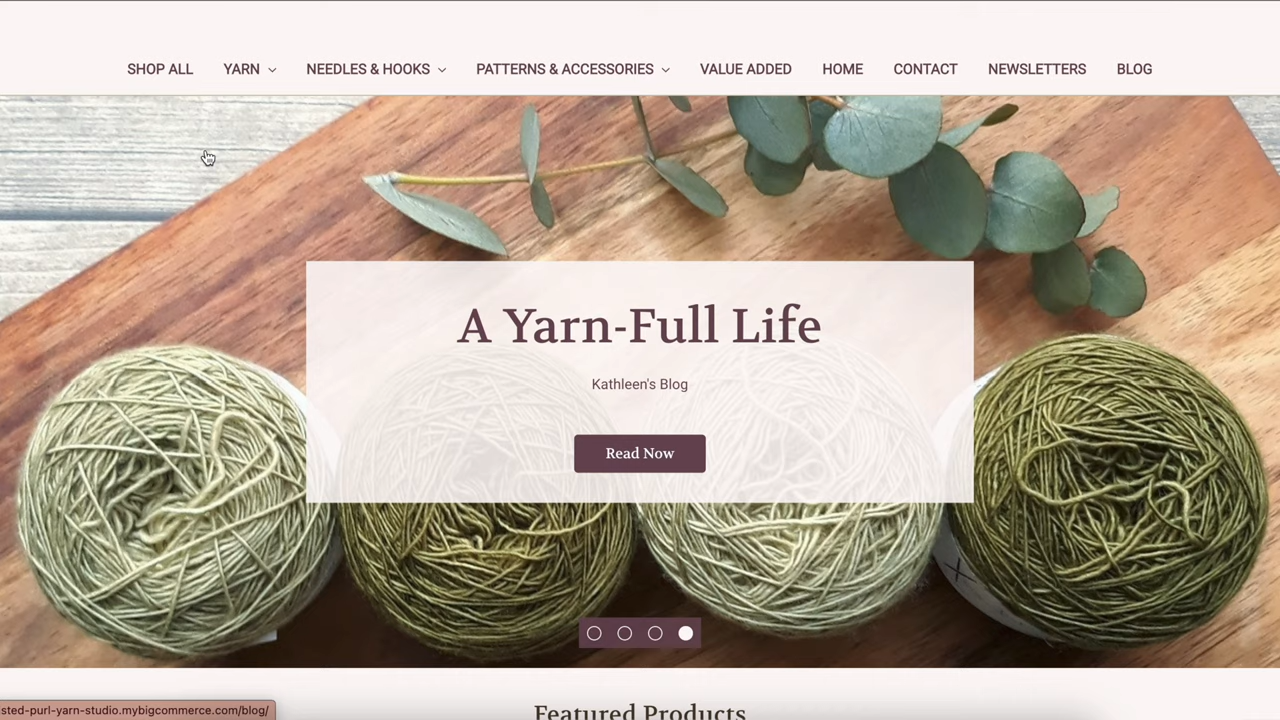 SHOP ALL YARN NEEDLES & HOOKS PATTERNS & ACCESSORIES VALUE ADDED HOME CONTACT NEWSLETTERS BLOG
A Yarn-Full Life
Kathleen's Blog
Read Now
Featured Products
sted-purl-yarn-studio.mybigcommerce.com/blog/